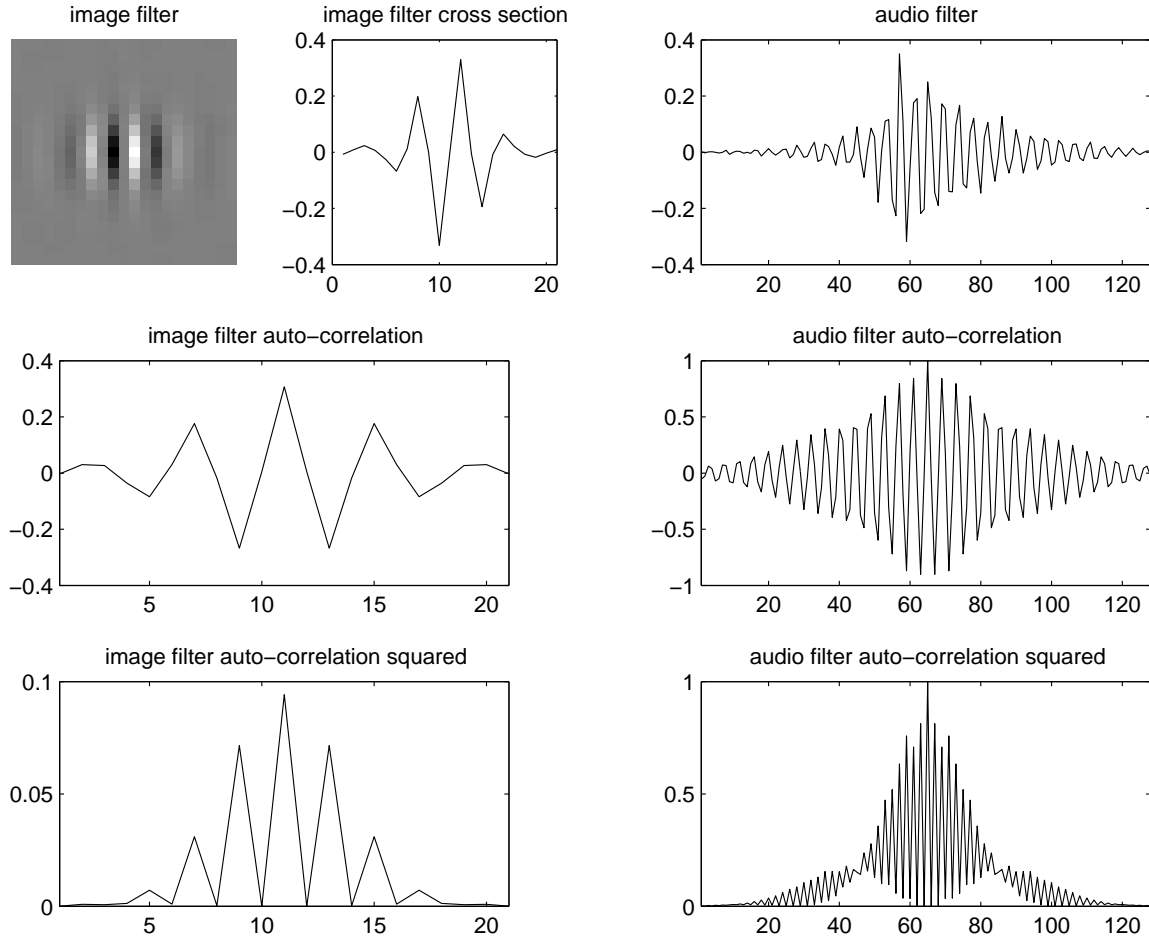 image filter
image filter cross section
audio filter
0.4
0.2
0
−0.2
−0.4
0 10 20
0.4
0.2
0
−0.2
−0.4
20 40 60 80 100 120
image filter auto−correlation
audio filter auto−correlation
0.4
0.2
0
−0.2
−0.4
5 10 15 20
1
0.5
0
−0.5
−1
20 40 60 80 100 120
image filter auto−correlation squared
audio filter auto−correlation squared
0.1
0.05
0
5 10 15 20
1
0.5
0
20 40 60 80 100 120